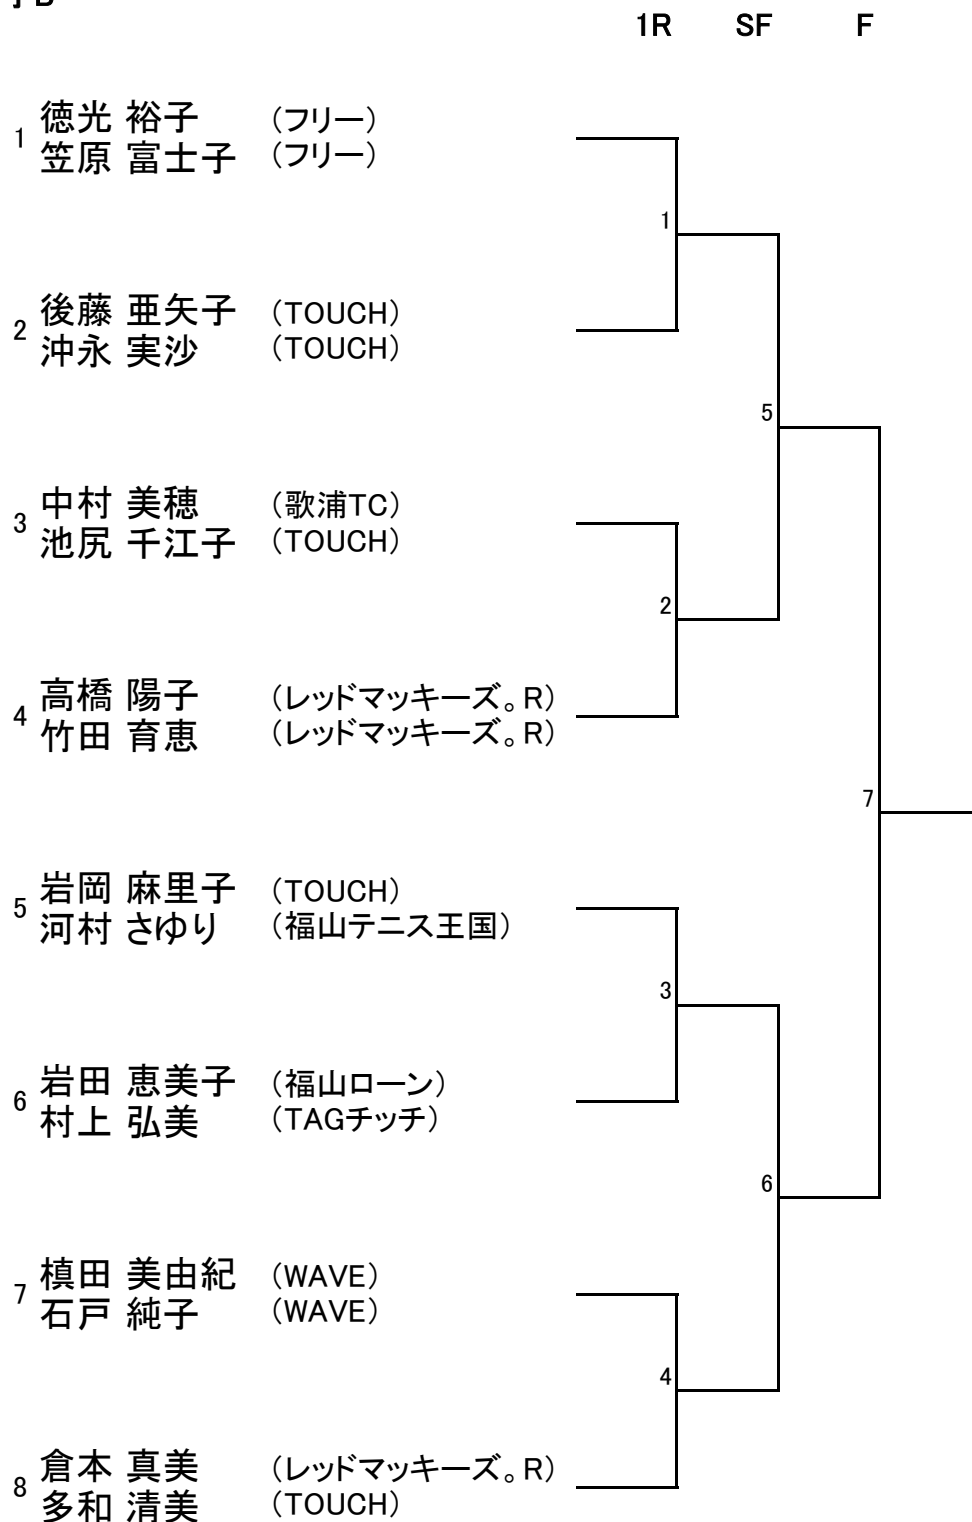 1R SF F
1 徳光 裕子 （フリー）
笠原 富士子 （フリー）
1
2 後藤 亜矢子 （TOUCH）
沖永 実沙 （TOUCH）
5
3 中村 美穂 （歌浦TC）
池尻 千江子 （TOUCH）
2
4 高橋 陽子 （レッドマッキーズ。R）
竹田 育恵 （レッドマッキーズ。R）
7
5 岩岡 麻里子 （TOUCH）
河村 さゆり （福山テニス王国）
3
6 岩田 恵美子 （福山ローン）
村上 弘美 （TAGチッチ）
6
7 槙田 美由紀 （WAVE）
石戸 純子 （WAVE）
4
8 倉本 真美 （レッドマッキーズ。R）
多和 清美 （TOUCH）